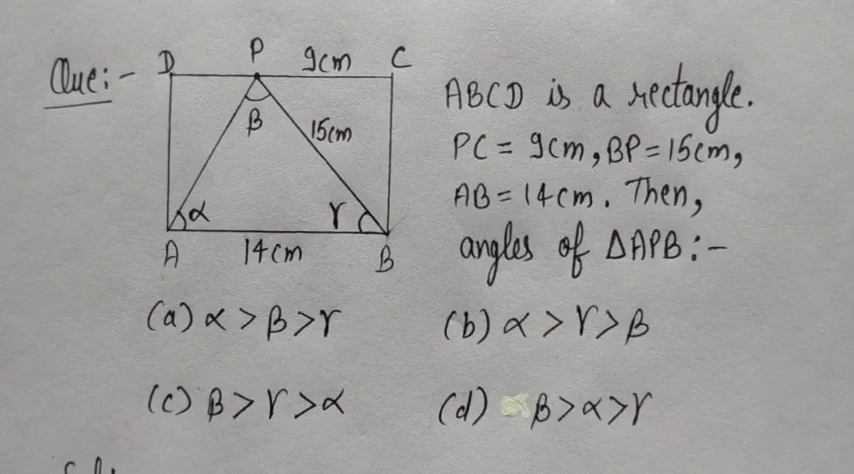 Que:- D P 9cm C
ABCD is a rectangle.
β 15cm
PC = 9cm, BP = 15cm,
α γ
AB = 14cm. Then,
A 14cm B
angles of ΔAPB:-
(a) α > β > γ (b) α > γ > β
(c) β > γ > α (d) β > α > γ